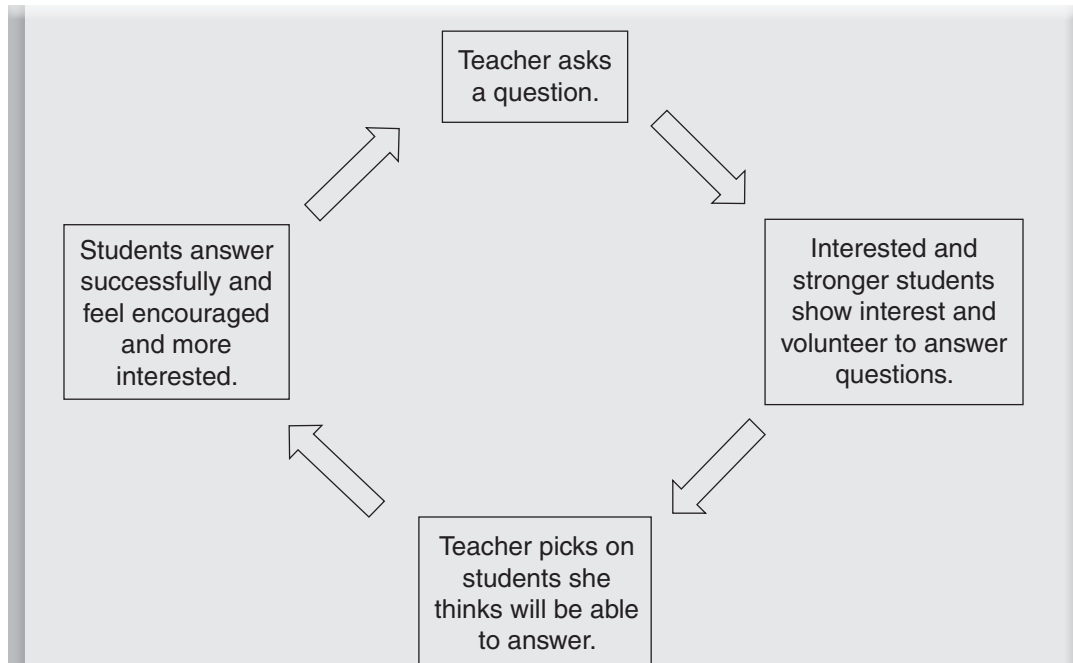 Teacher asks
a question.
Interested and
stronger students
show interest and
volunteer to answer
questions.
Teacher picks on
students she
thinks will be able
to answer.
Students answer
successfully and
feel encouraged
and more
interested.